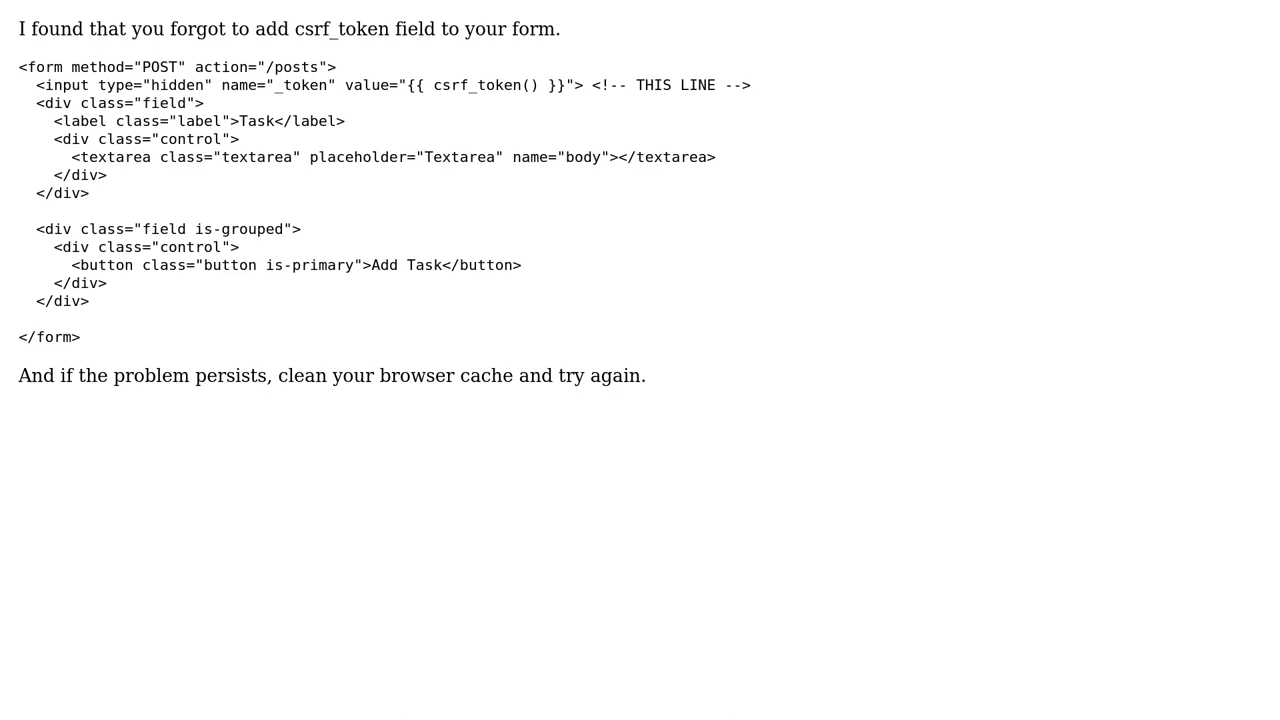 I found that you forgot to add csrf_token field to your form.
<form method="POST" action="/posts">
  <input type="hidden" name="_token" value="{{ csrf_token() }}"> <!-- THIS LINE -->
  <div class="field">
    <label class="label">Task</label>
    <div class="control">
      <textarea class="textarea" placeholder="Textarea" name="body"></textarea>
    </div>
  </div>

  <div class="field is-grouped">
    <div class="control">
      <button class="button is-primary">Add Task</button>
    </div>
  </div>

</form>
And if the problem persists, clean your browser cache and try again.